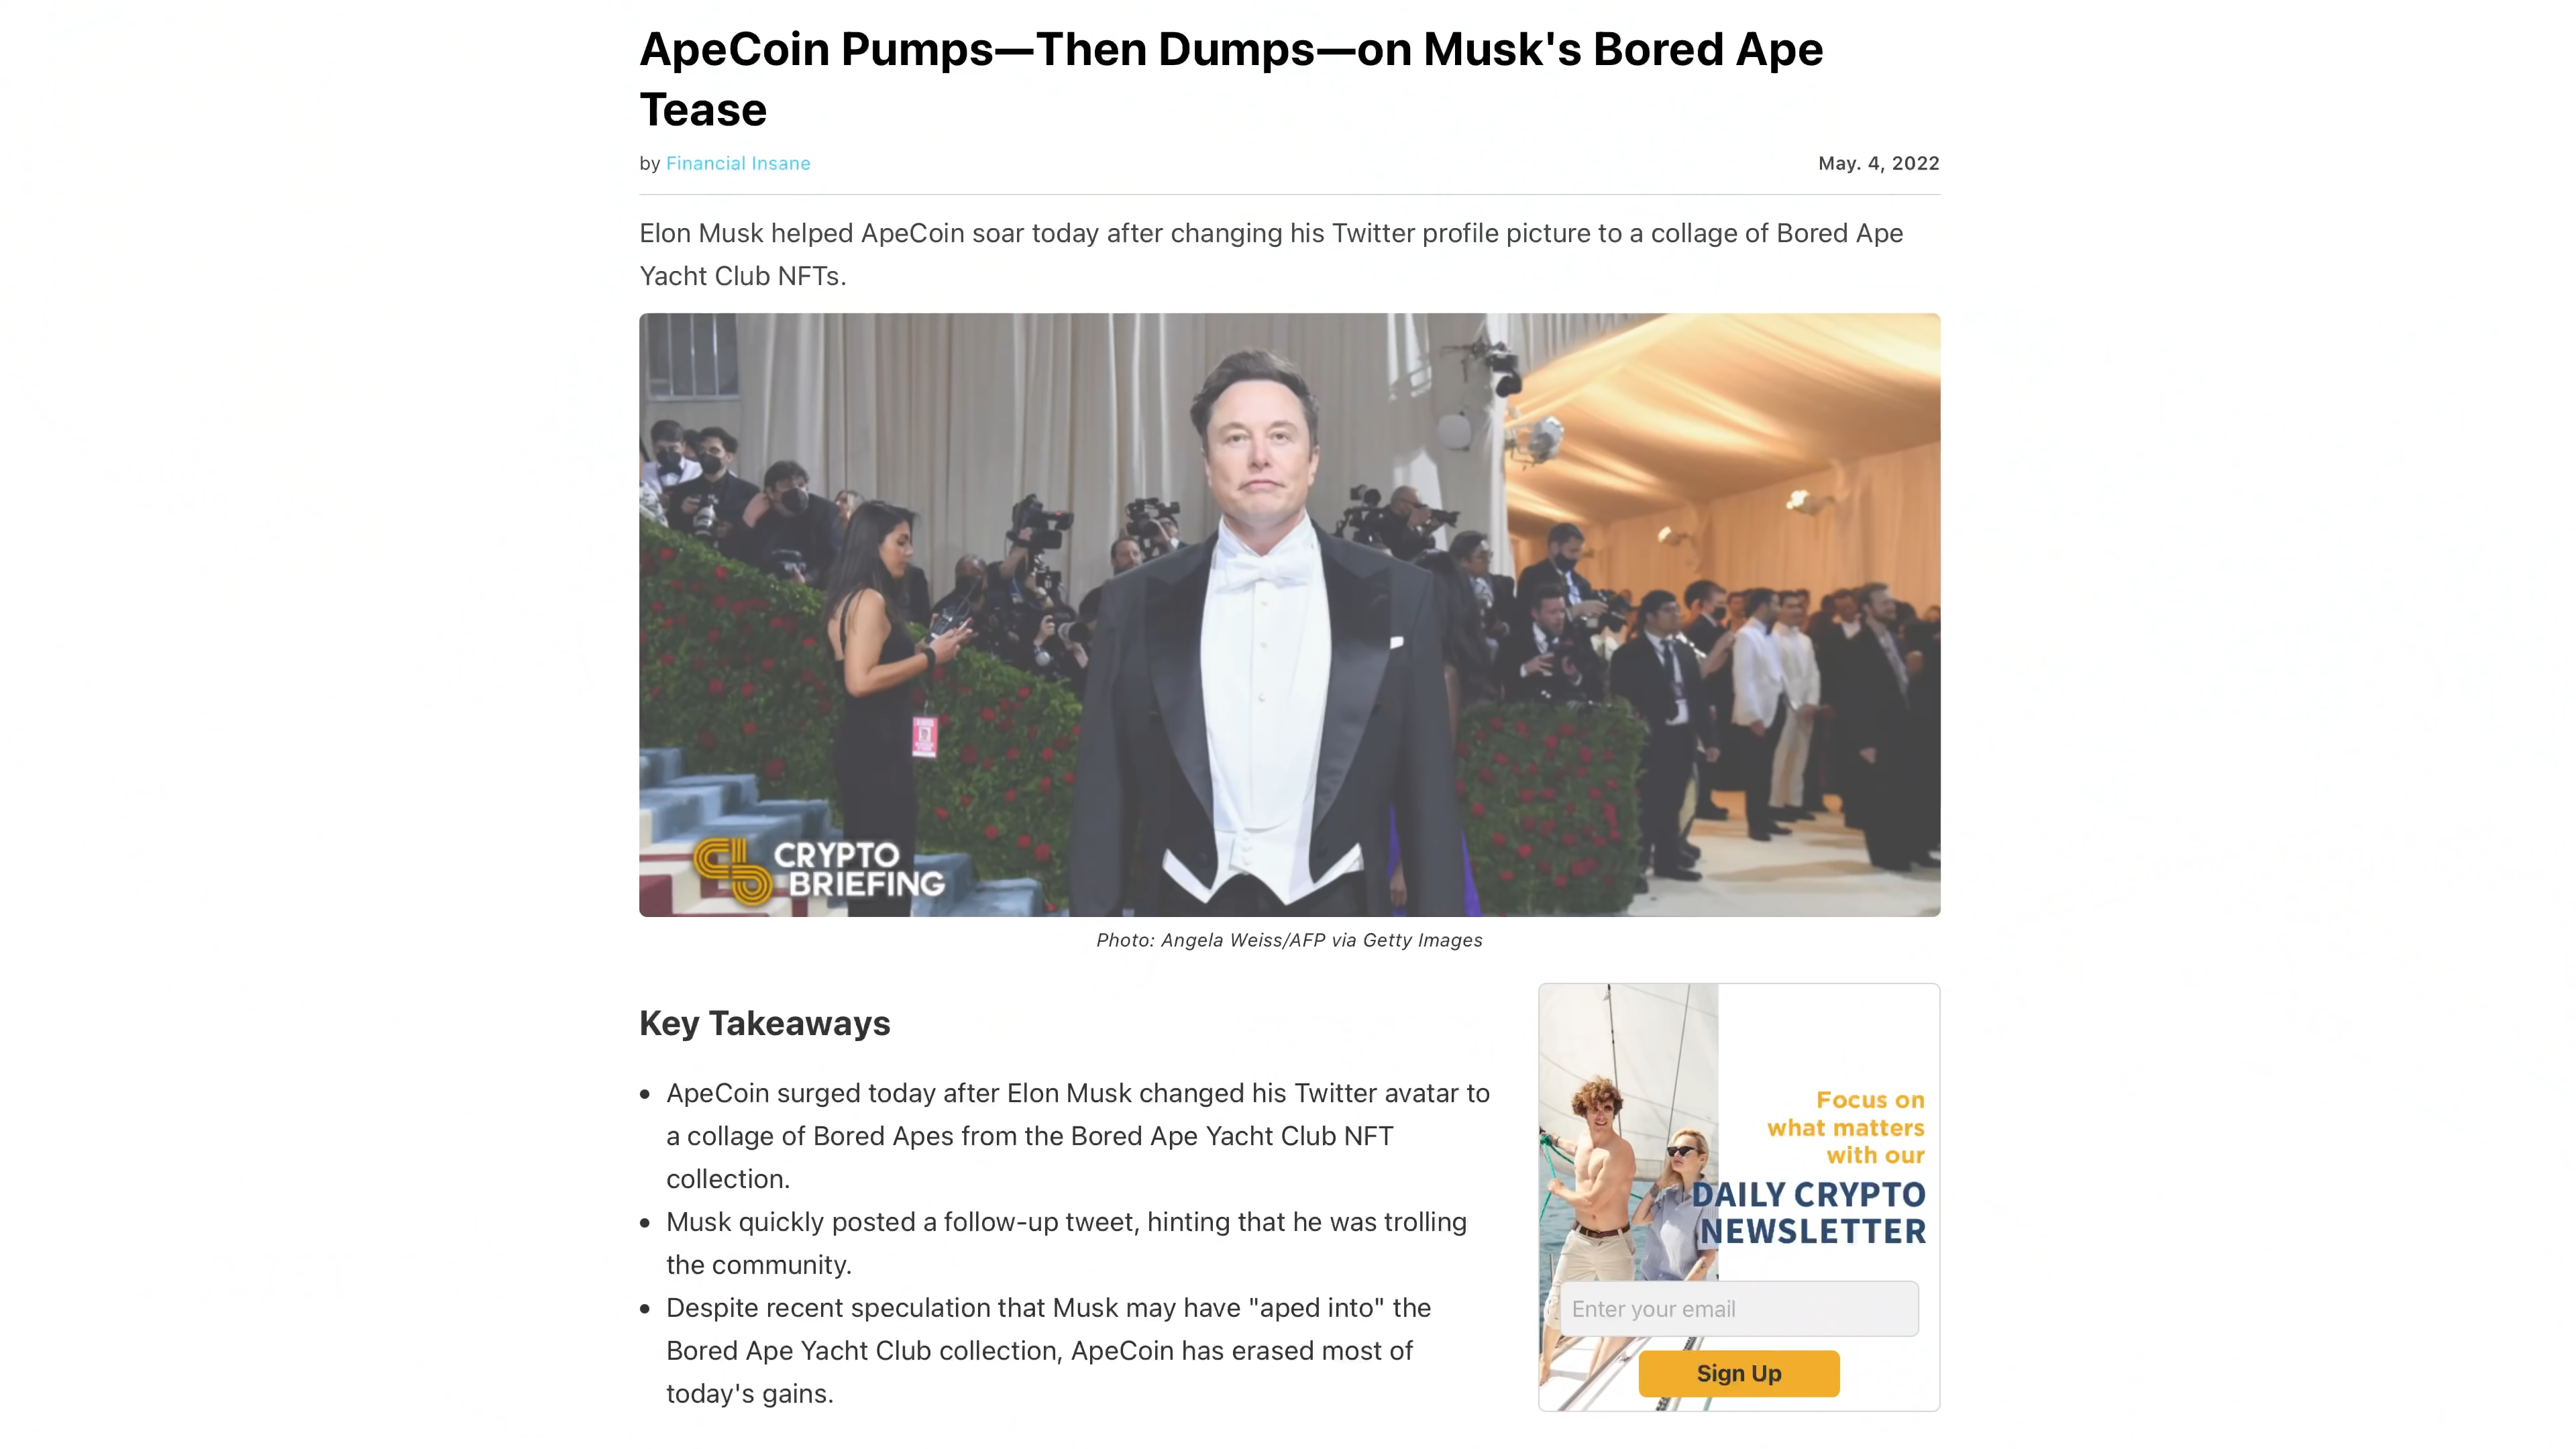 ApeCoin Pumps—Then Dumps—on Musk's Bored Ape
Tease
by Financial Insane
May. 4, 2022
Elon Musk helped ApeCoin soar today after changing his Twitter profile picture to a collage of Bored Ape
Yacht Club NFTs.
CRYPTO
BRIEFING
Photo: Angela Weiss/AFP via Getty Images
Key Takeaways
• ApeCoin surged today after Elon Musk changed his Twitter avatar to
a collage of Bored Apes from the Bored Ape Yacht Club NFT
collection.
• Musk quickly posted a follow-up tweet, hinting that he was trolling
the community.
• Despite recent speculation that Musk may have "aped into" the
Bored Ape Yacht Club collection, ApeCoin has erased most of
today's gains.
Focus on
what matters
with our
DAILY CRYPTO
NEWSLETTER
Enter your email
Sign Up